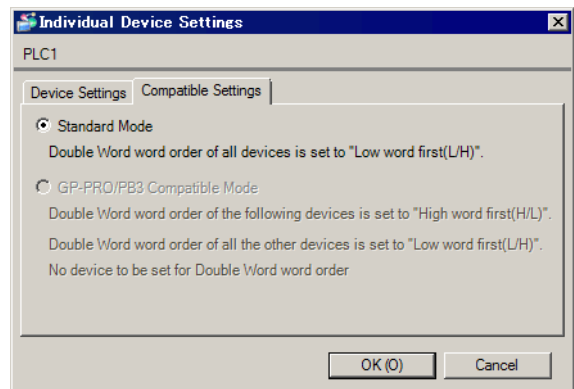 Individual Device Settings
PLC1
Device Settings Compatible Settings
Standard Mode
Double Word word order of all devices is set to "Low word first(L/H)".
GP-PRO/PB3 Compatible Mode
Double Word word order of the following devices is set to "High word first(H/L)".
Double Word word order of all the other devices is set to "Low word first(L/H)".
No device to be set for Double Word word order
OK (O) Cancel